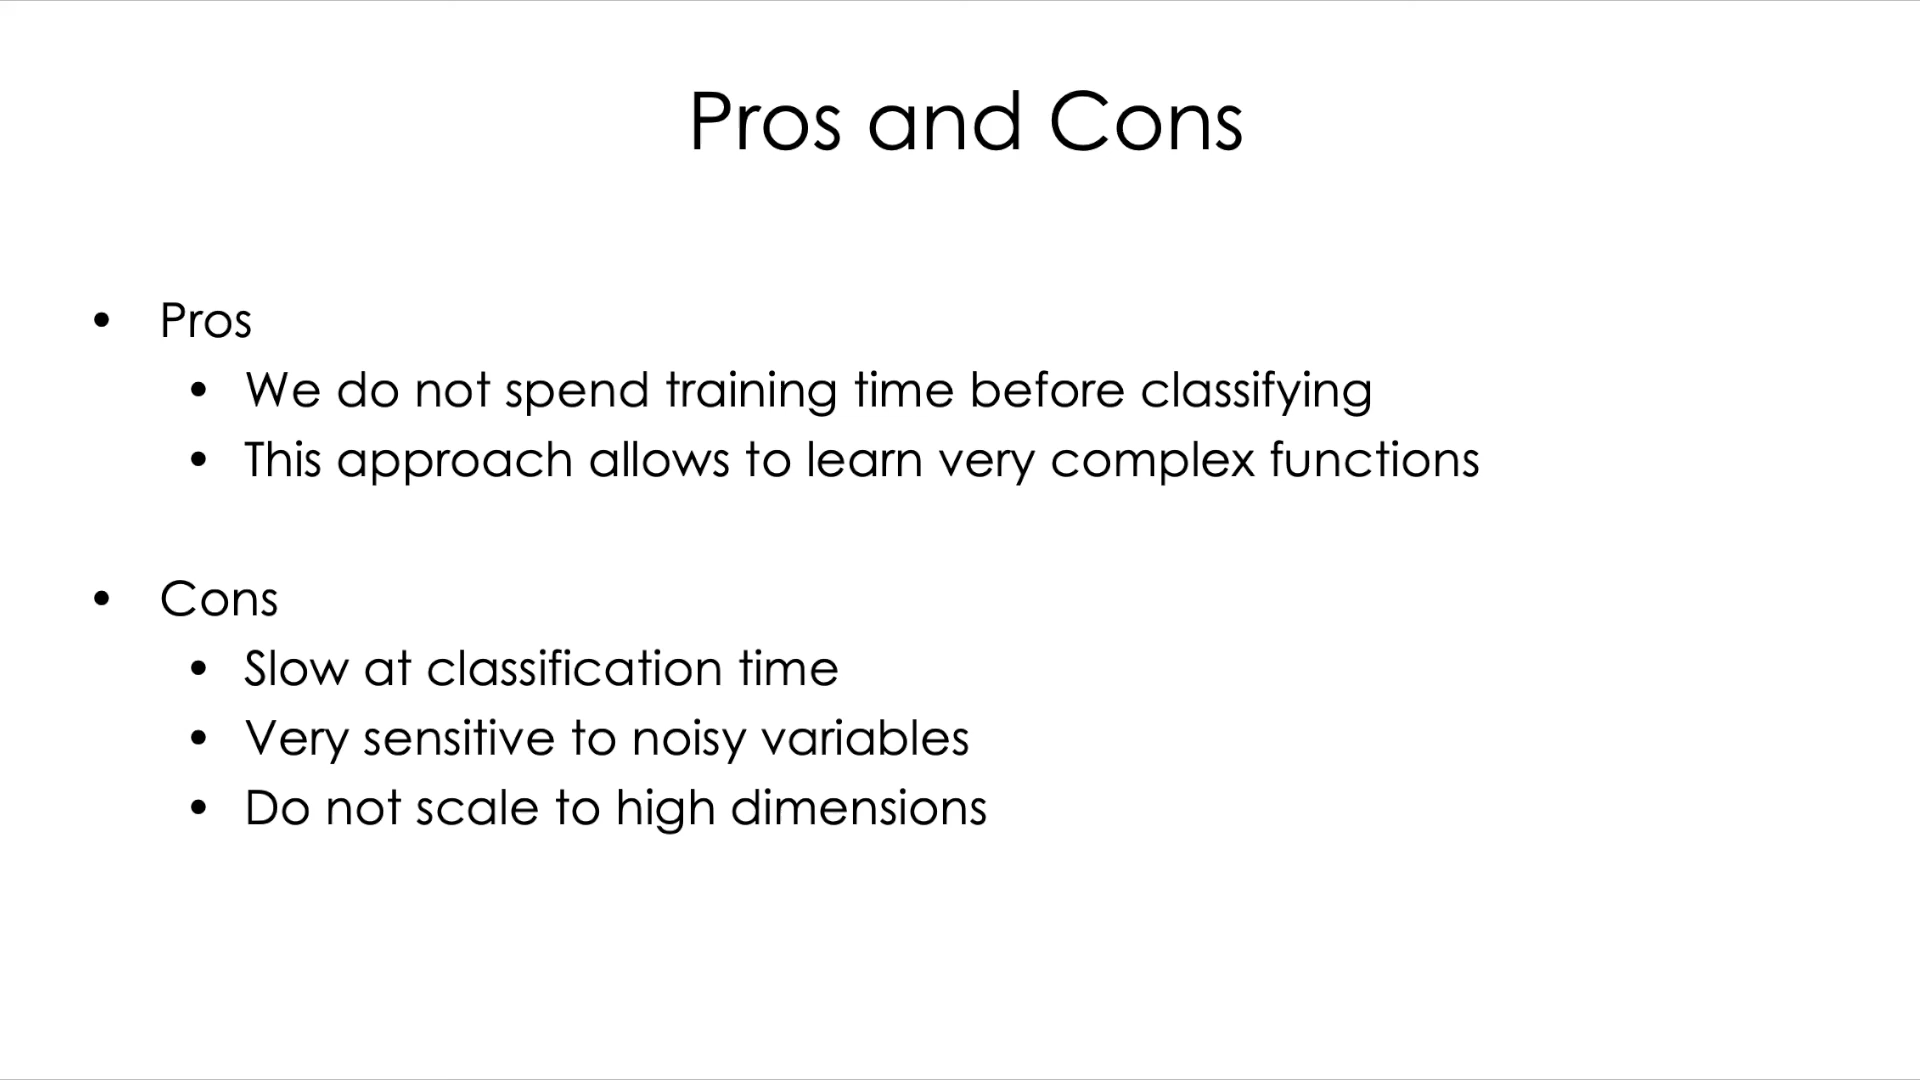 Pros and Cons
• Pros
• We do not spend training time before classifying
• This approach allows to learn very complex functions
• Cons
• Slow at classification time
• Very sensitive to noisy variables
• Do not scale to high dimensions